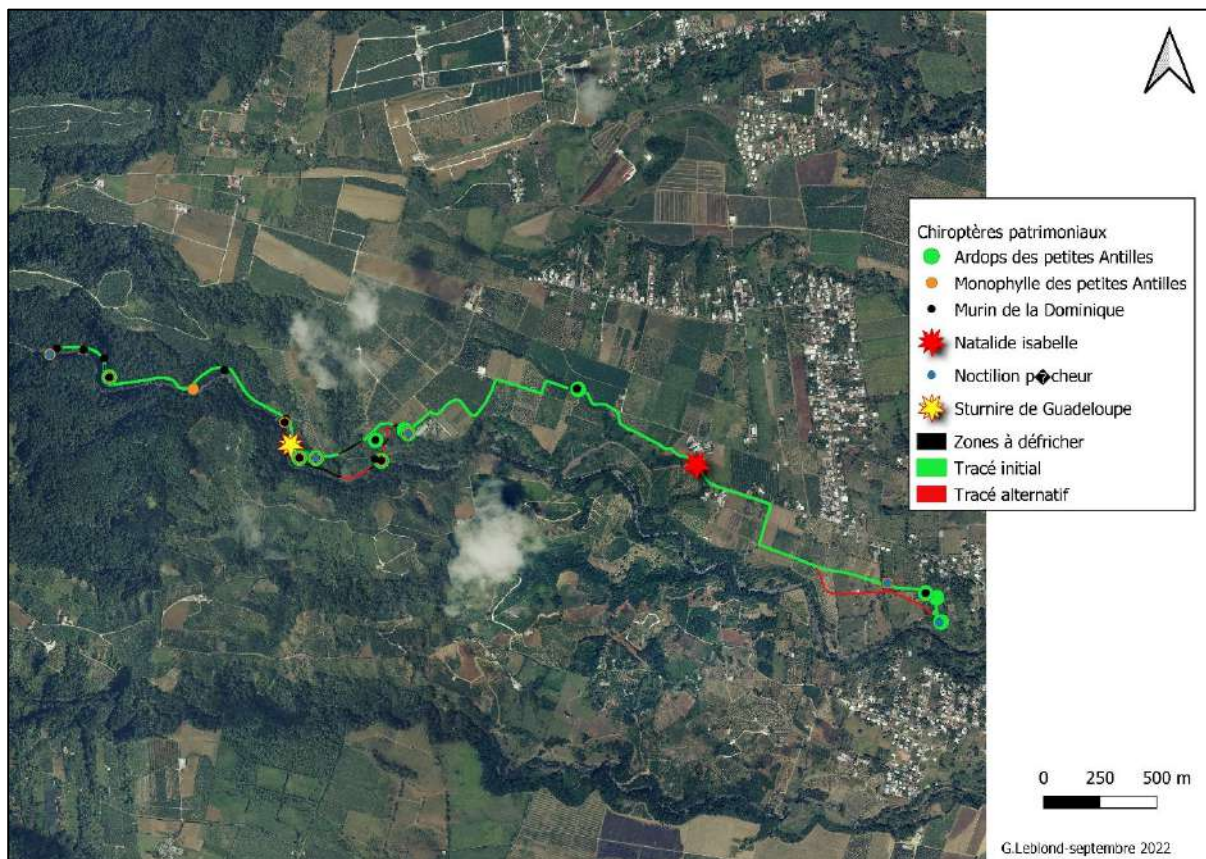 Chiroptères patrimoniaux
Ardops des petites Antilles
Monophylle des petites Antilles
Murin de la Dominique
Natalide isabelle
Noctilion p�cheur
Sturnire de Guadeloupe
Zones à défricher
Tracé initial
Tracé alternatif
0 250 500 m
G.Leblond-septembre 2022